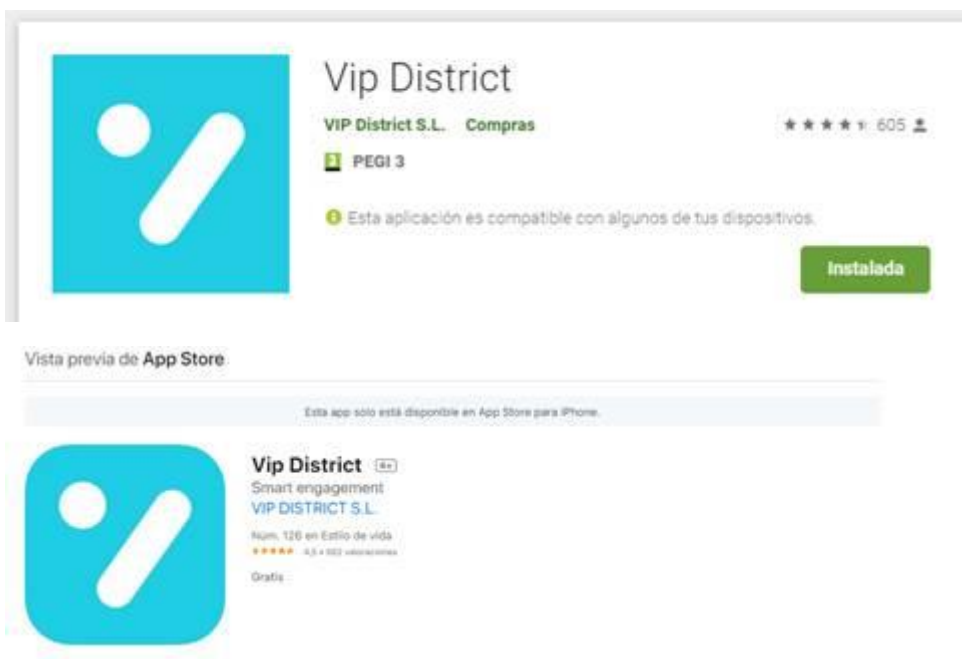 Vip District
VIP District S.L. Compras
605
3 PEGI 3
Esta aplicación es compatible con algunos de tus dispositivos.
Instalada
Vista previa de App Store
Esta app solo está disponible en App Store para iPhone.
Vip District 4+
Smart engagement
VIP DISTRICT S.L.
Núm. 126 en Estilo de vida
Gratis